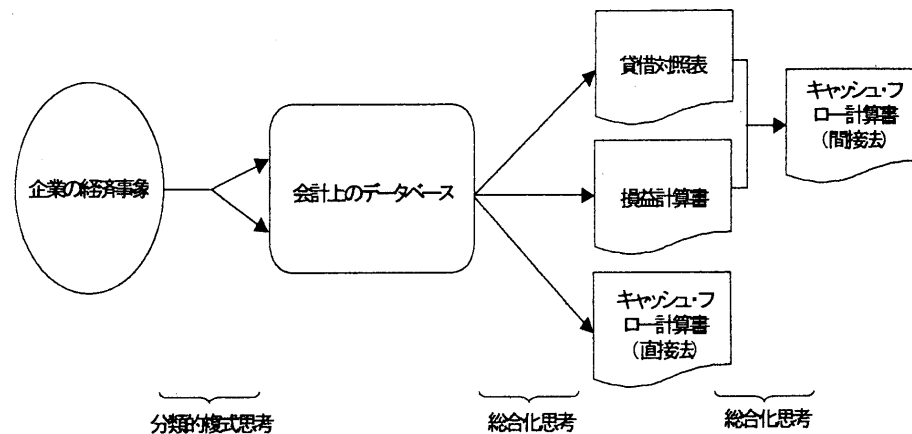 企業の経済事象
会計上のデータベース
貸借対照表
損益計算書
キャッシュ・フ
ロー計算書
(直接法)
キャッシュ・フ
ロー計算書
(間接法)
分類的複式思考
総合化思考
総合化思考